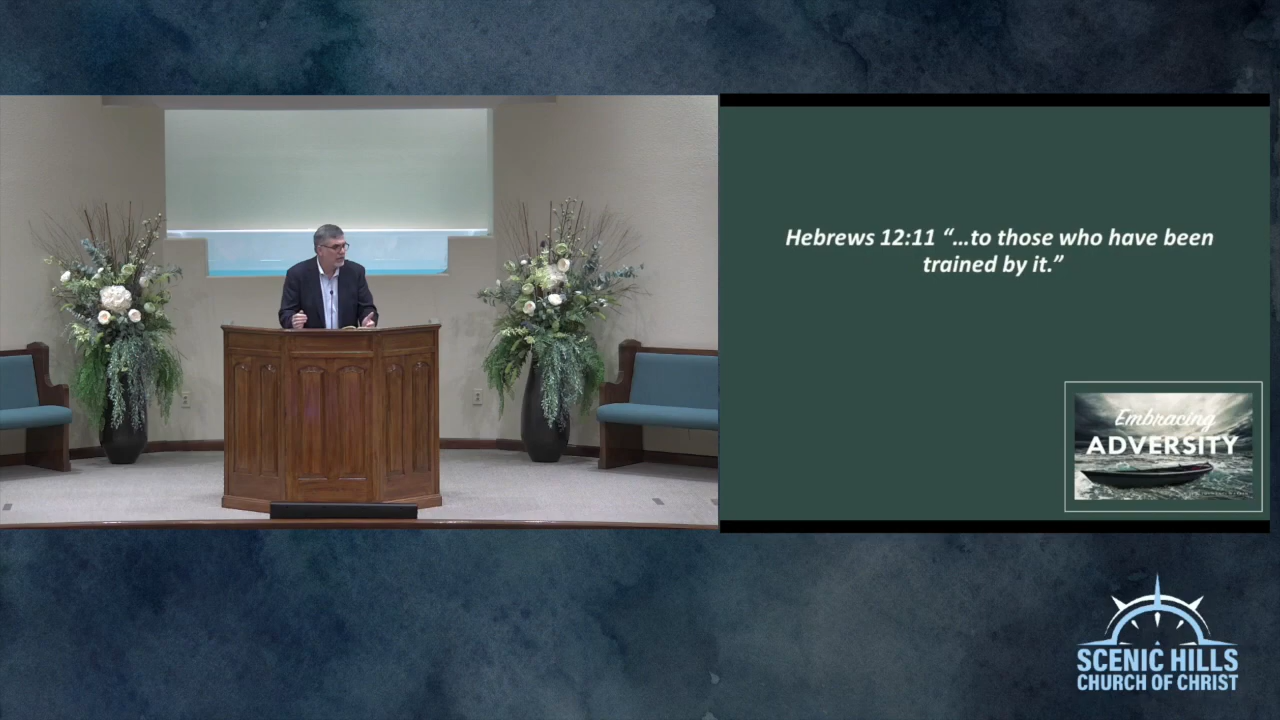 Hebrews 12:11 “…to those who have been
trained by it.”
Embracing
ADVERSITY
SCENIC HILLS
CHURCH OF CHRIST